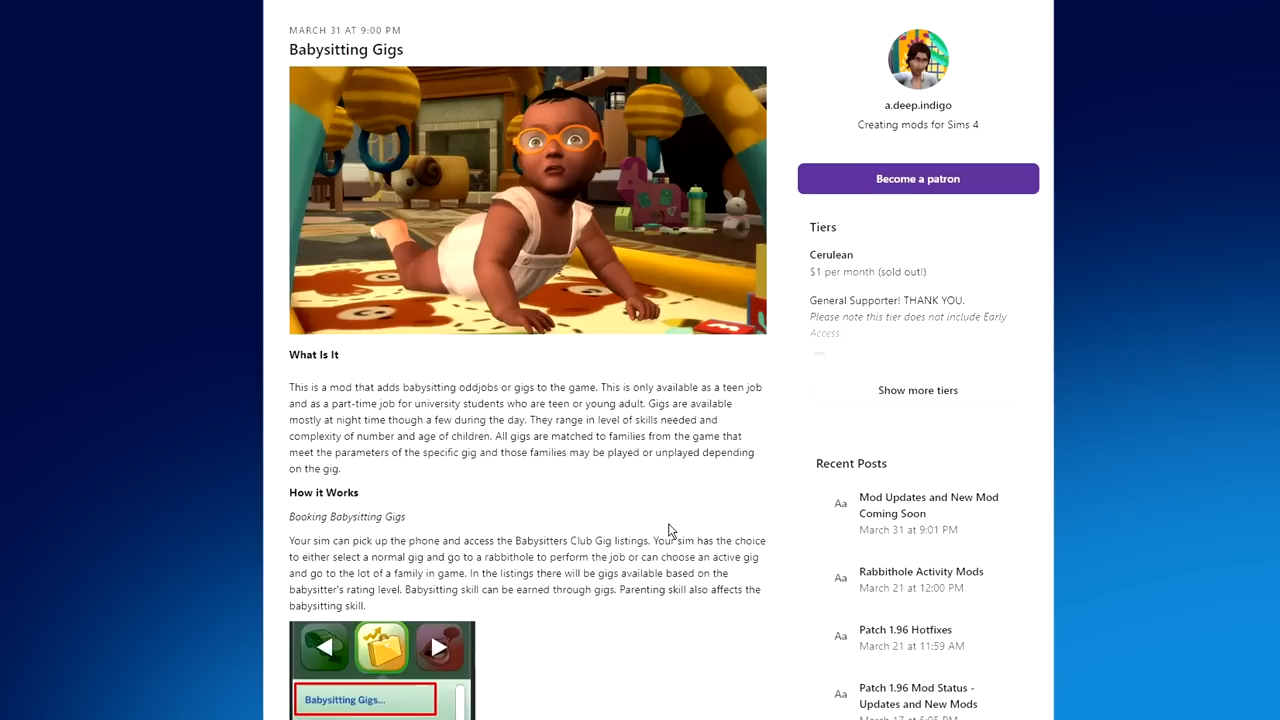 MARCH 31 AT 9:00 PM
Babysitting Gigs
What Is It
This is a mod that adds babysitting oddjobs or gigs to the game. This is only available as a teen job
and as a part-time job for university students who are teen or young adult. Gigs are available
mostly at night time though a few during the day. They range in level of skills needed and
complexity of number and age of children. All gigs are matched to families from the game that
meet the parameters of the specific gig and those families may be played or unplayed depending
on the gig.
How it Works
Booking Babysitting Gigs
Your sim can pick up the phone and access the Babysitters Club Gig listings. Your sim has the choice
to either select a normal gig and go to a rabbithole to perform the job or can choose an active gig
and go to the lot of a family in game. In the listings there will be gigs available based on the
babysitter's rating level. Babysitting skill can be earned through gigs. Parenting skill also affects the
babysitting skill.
Babysitting Gigs...
a.deep.indigo
Creating mods for Sims 4
Become a patron
Tiers
Cerulean
$1 per month (sold out!)
General Supporter! THANK YOU.
Please note this tier does not include Early
Access
Show more tiers
Recent Posts
Aa
Mod Updates and New Mod
Coming Soon
March 31 at 9:01 PM
Aa
Rabbithole Activity Mods
March 21 at 12:00 PM
Aa
Patch 1.96 Hotfixes
March 21 at 11:59 AM
Aa
Patch 1.96 Mod Status -
Updates and New Mods
March 17 at 5:05 PM